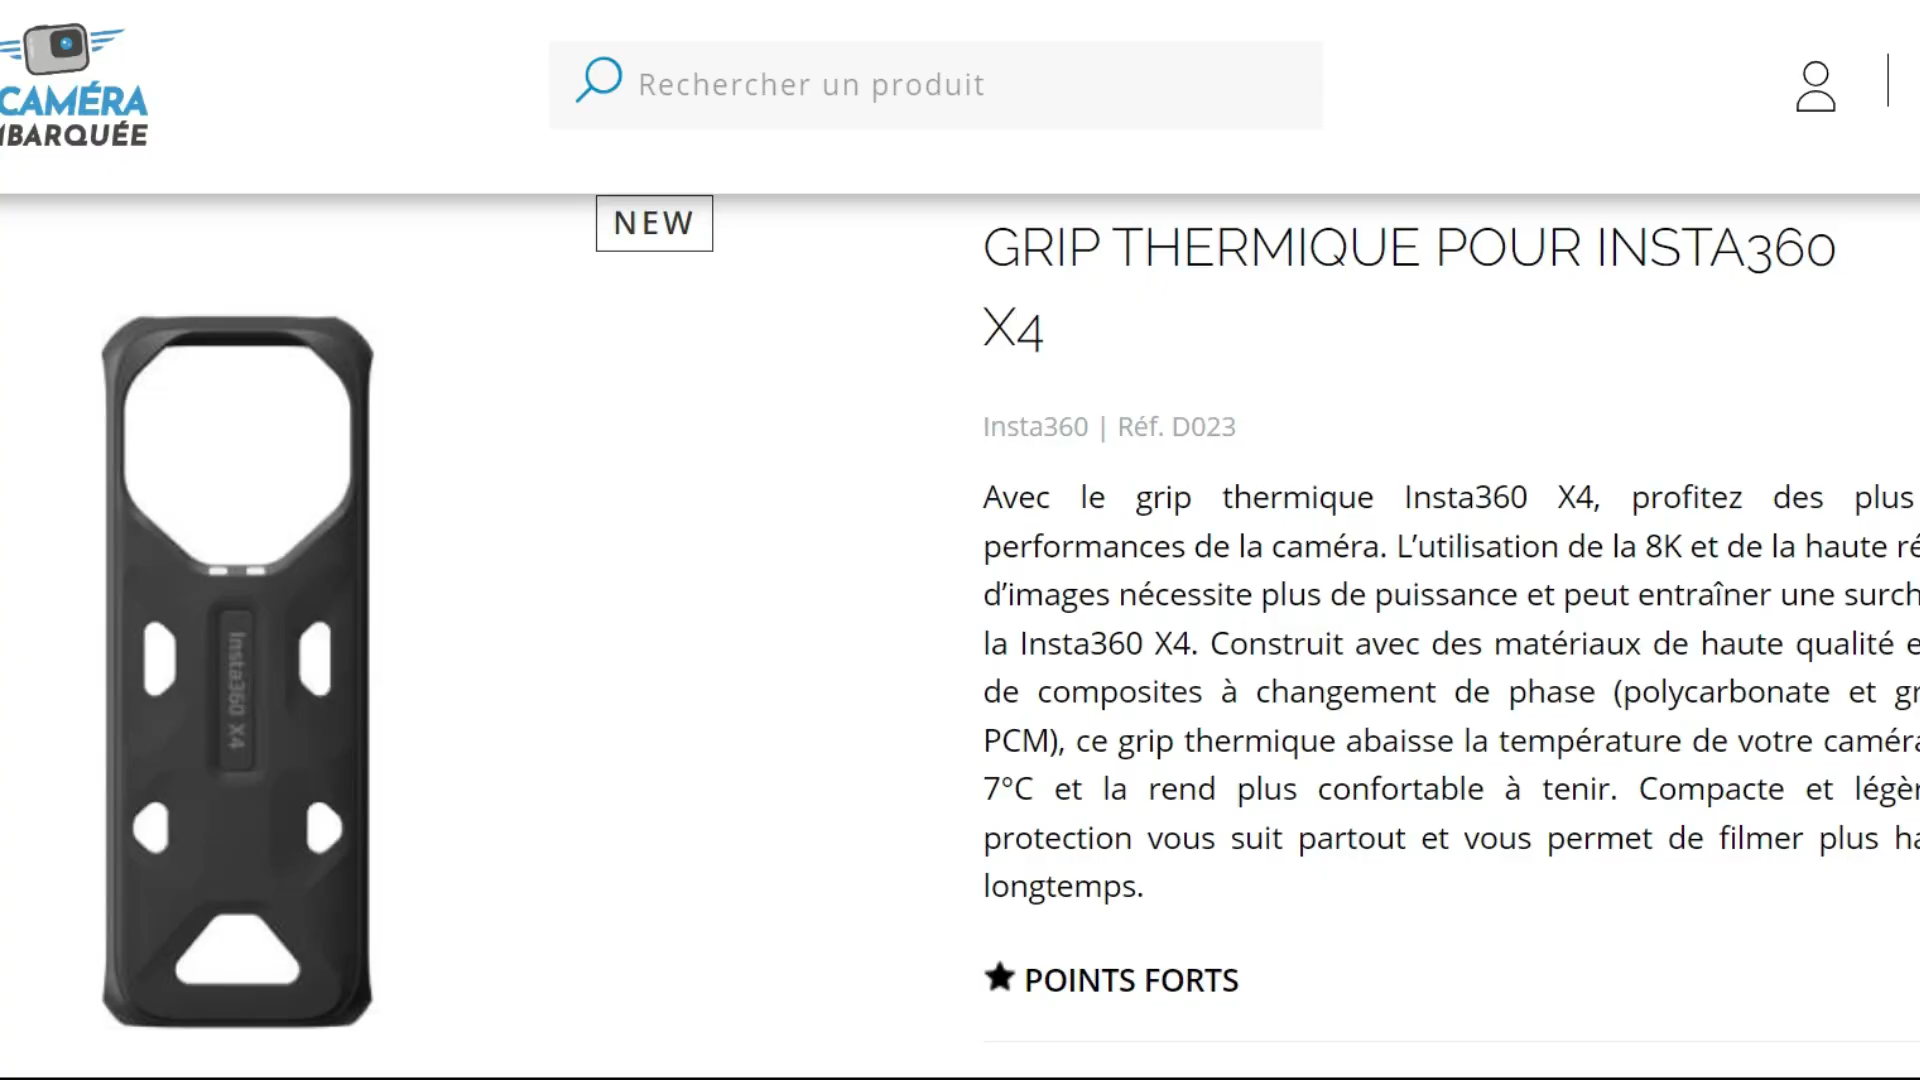 CAMÉRA
MBARQUÉE
Rechercher un produit
NEW
GRIP THERMIQUE POUR INSTA360
X4
Insta360 | Réf. D023
Avec le grip thermique Insta360 X4, profitez des plus
performances de la caméra. L’utilisation de la 8K et de la haute ré
d’images nécessite plus de puissance et peut entraîner une surch
la Insta360 X4. Construit avec des matériaux de haute qualité e
de composites à changement de phase (polycarbonate et gr
PCM), ce grip thermique abaisse la température de votre caméra
7°C et la rend plus confortable à tenir. Compacte et légèr
protection vous suit partout et vous permet de filmer plus ha
longtemps.
★ POINTS FORTS
Insta360 X4